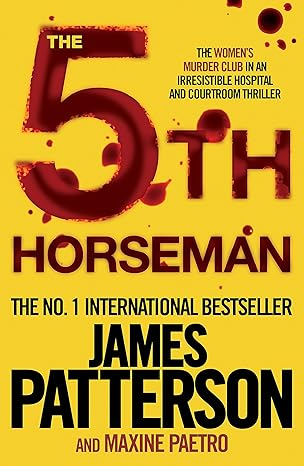 THE
5TH
THE WOMEN'S
MURDER CLUB IN AN
IRRESISTIBLE HOSPITAL
AND COURTROOM THRILLER
HORSEMAN
THE NO. 1 INTERNATIONAL BESTSELLER
JAMES
PATTERSON
AND MAXINE PAETRO